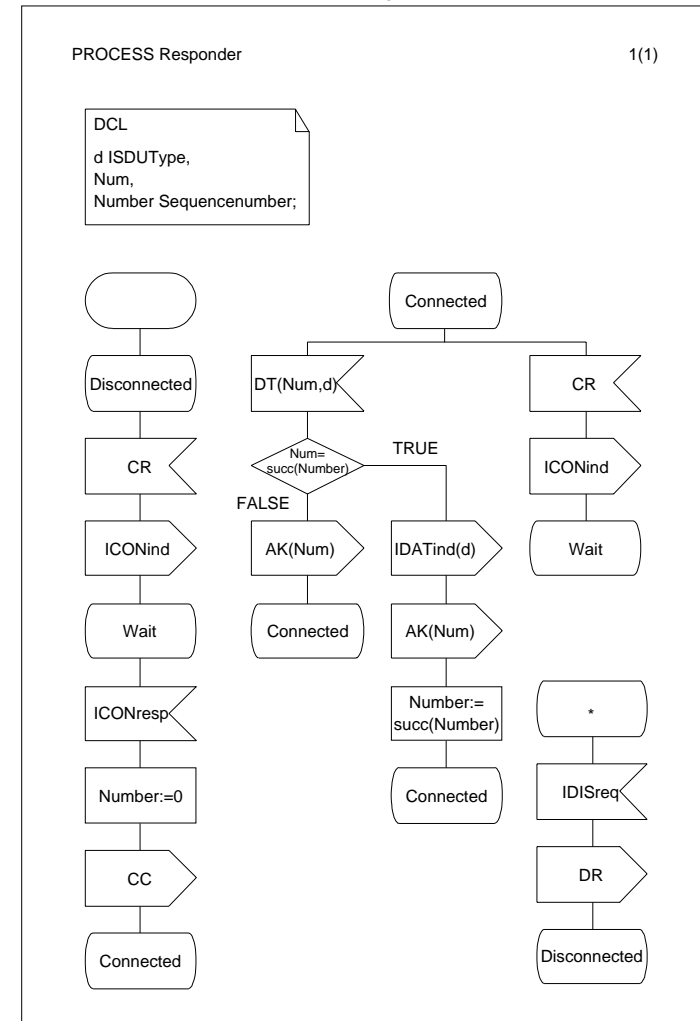 PROCESS Responder
1(1)
DCL
d ISDUType,
Num,
Number Sequencenumber;
Disconnected
CR
ICONind
Wait
ICONresp
Number:=0
CC
Connected
Connected
DT(Num,d)
Num=
succ(Number)
TRUE
FALSE
AK(Num)
Connected
IDATind(d)
AK(Num)
Number:=
succ(Number)
Connected
CR
ICONind
Wait
*
IDISreq
DR
Disconnected